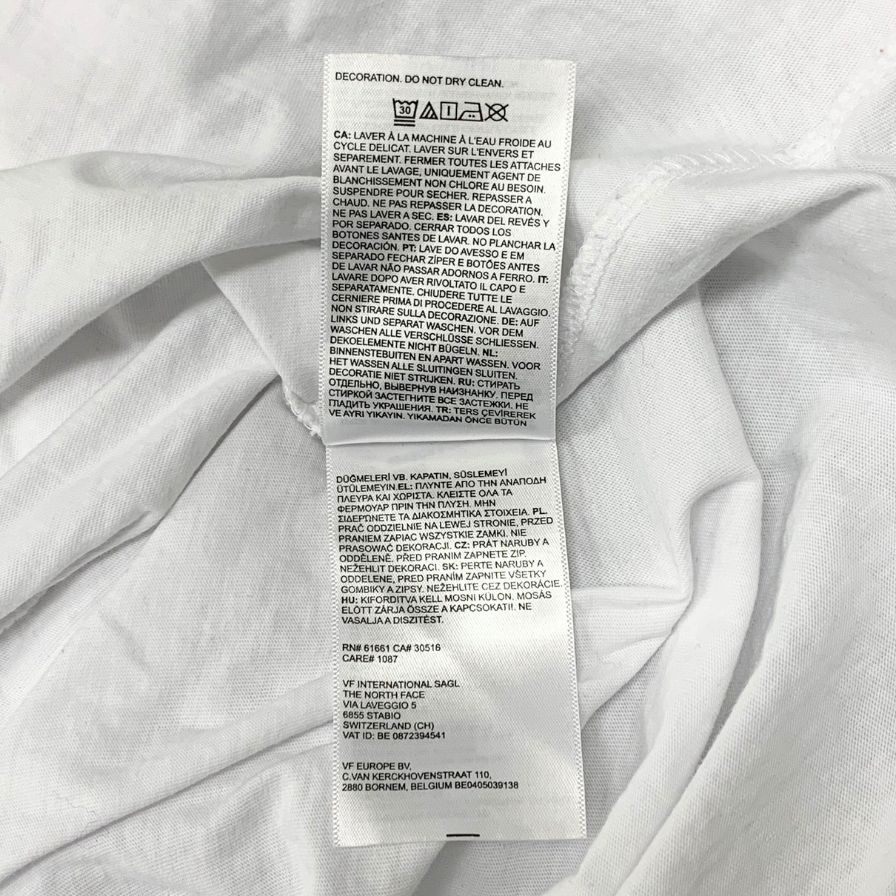 DECORATION. DO NOT DRY CLEAN.
30
CA: LAVER À LA MACHINE À L'EAU FROIDE AU
CYCLE DELICAT. LAVER SUR L'ENVERS ET
SEPAREMENT. FERMER TOUTES LES ATTACHES
AVANT LE LAVAGE, UNIQUEMENT AGENT DE
BLANCHISSEMENT NON CHLORE AU BESOIN.
SUSPENDRE POUR SECHER. REPASSER A
CHAUD. NE PAS REPASSER LA DECORATION.
NE PAS LAVER A SEC. ES: LAVAR DEL REVÉS Y
POR SEPARADO. CERRAR TODOS LOS
BOTONES SANTES DE LAVAR. NO PLANCHAR LA
DECORACIÓN. PT: LAVE DO AVESSO E EM
SEPARADO FECHAR ZÍPER E BOTÕES ANTES
DE LAVAR NÃO PASSAR ADORNOS A FERRO. IT:
LAVARE DOPO AVER RIVOLTATO IL CAPO E
SEPARATAMENTE. CHIUDERE TUTTE LE
CERNIERE PRIMA DI PROCEDERE AL LAVAGGIO.
NON STIRARE SULLA DECORAZIONE. DE: AUF
LINKS UND SEPARAT WASCHEN. VOR DEM
WASCHEN ALLE VERSCHLÜSSE SCHLIESSEN.
DEKOELEMENTE NICHT BÜGELN. NL:
BINNENSTEBUITEN EN APART WASSEN. VOOR
HET WASSEN ALLE SLUITINGEN SLUITEN.
DECORATIE NIET STRIJKEN. RU: СТИРАТЬ
ОТДЕЛЬНО, ВЫВЕРНУВ НАИЗНАНКУ. ПЕРЕД
СТИРКОЙ ЗАСТЕГНИТЕ ВСЕ ЗАСТЕЖКИ. НЕ
ГЛАДИТЬ УКРАШЕНИЯ. TR: TERS ÇEVİREREK
VE AYRI YIKAYIN. YIKAMADAN ÖNCE BÜTÜN
DÜĞMELERİ VB. KAPATIN, SÜSLEMEYİ
ÜTÜLEMEYIN.EL: ΠΛΥΝΤΕ ΑΠΟ ΤΗΝ ΑΝΑΠΟΔΗ
ΠΛΕΥΡΑ ΚΑΙ ΧΩΡΙΣΤΑ. ΚΛΕΙΣΤΕ ΟΛΑ ΤΑ
ΦΕΡΜΟΥΑΡ ΠΡΙΝ ΤΗΝ ΠΛΥΣΗ. ΜΗΝ
ΣΙΔΕΡΏΝΕΤΕ ΤΑ ΔΙΑΚΟΣΜΗΤΙΚΑ ΣΤΟΙΧΕΙΑ. PL.
PRAĆ ODDZIELNIE NA LEWEJ STRONIE, PRZED
PRANIEM ZAPIAĆ WSZYSTKIE ZAMKI. NIE
PRASOWAĆ DEKORACJI. CZ: PRÁT NARUBY A
ODDĚLENĚ. PŘED PRANIM ZAPNETE ZIP.
NEŽEHLIT DEKORACI. SK: PERTE NARUBY A
ODDELENE, PRED PRANÍM ZAPNITE VŠETKY
GOMBIKY A ZIPSY. NEŽEHLITE CEZ DEKORÁCIE.
HU: KIFORDITVA KELL MOSNI KÜLÖN. MOSÁS
ELŐTT ZÁRJA ÖSSZE A KAPCSOKAT!!. NE
VASALJA A DISZITÉST.
RN# 61661 CA# 30516
CARE# 1087
VF INTERNATIONAL SAGL
THE NORTH FACE
VIA LAVEGGIO 5
6855 STABIO
SWITZERLAND (CH)
VAT ID: BE 0872394541
VF EUROPE BV,
C.VAN KERCKHOVENSTRAAT 110,
2880 BORNEM, BELGIUM BE0405039138